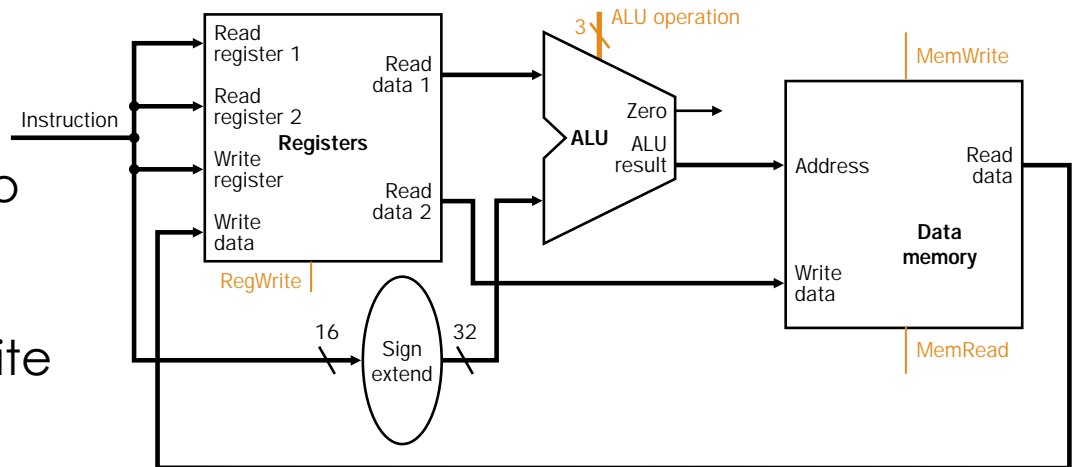 Instruction
Read
register 1
Read
register 2
Registers
Write
register
Write
data
Read
data 1
Read
data 2
RegWrite
16
Sign
extend
32
3
ALU operation
Zero
ALU
ALU
result
MemWrite
Address
Read
data
Data
memory
Write
data
MemRead
o
ite